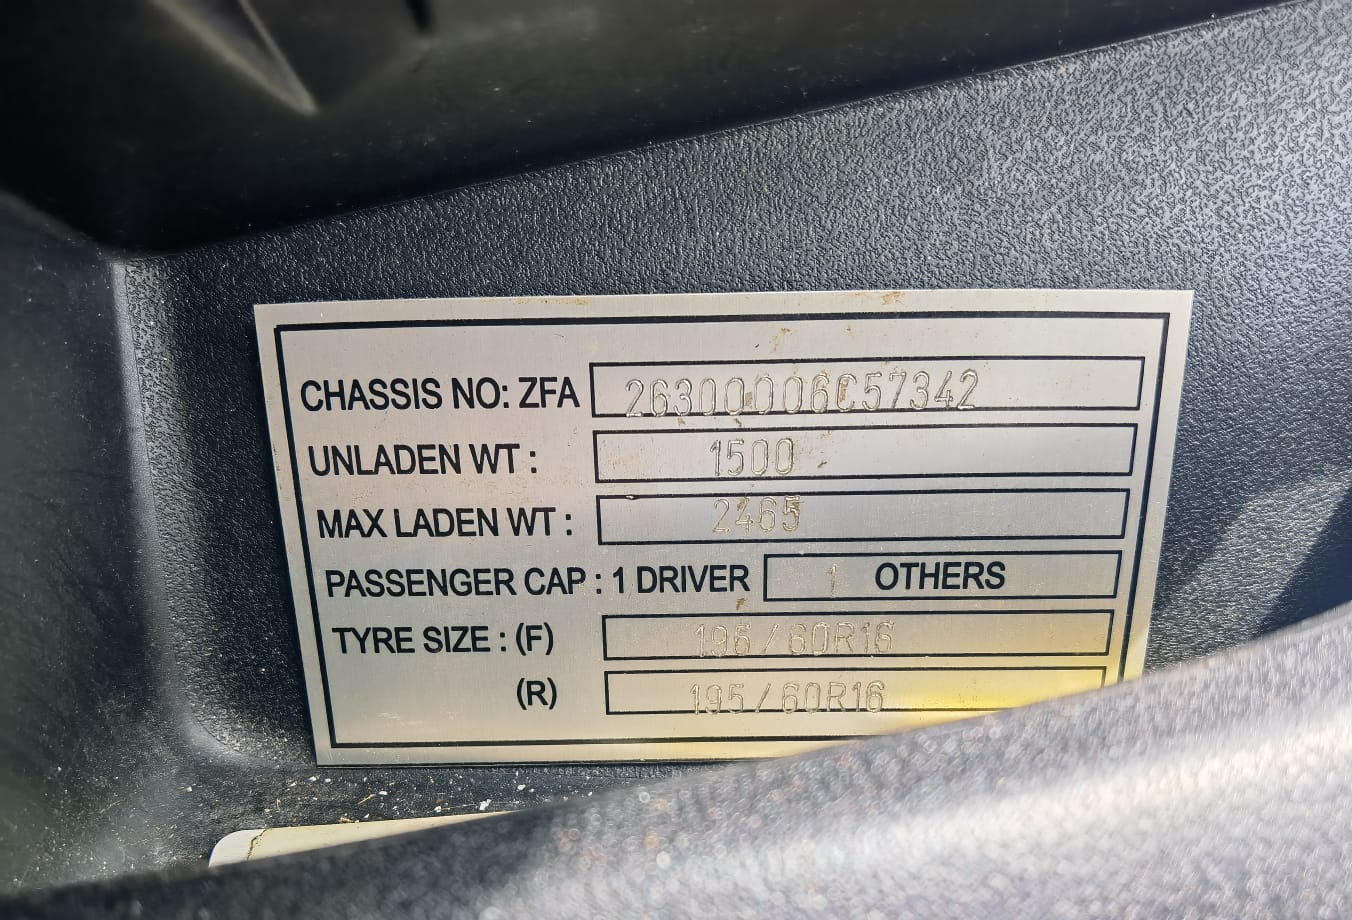 CHASSIS NO: ZFA 26300006C57342
UNLADEN WT : 1500
MAX LADEN WT : 2465
PASSENGER CAP : 1 DRIVER 1 OTHERS
TYRE SIZE : (F) 195/60R16
(R) 195/60R16